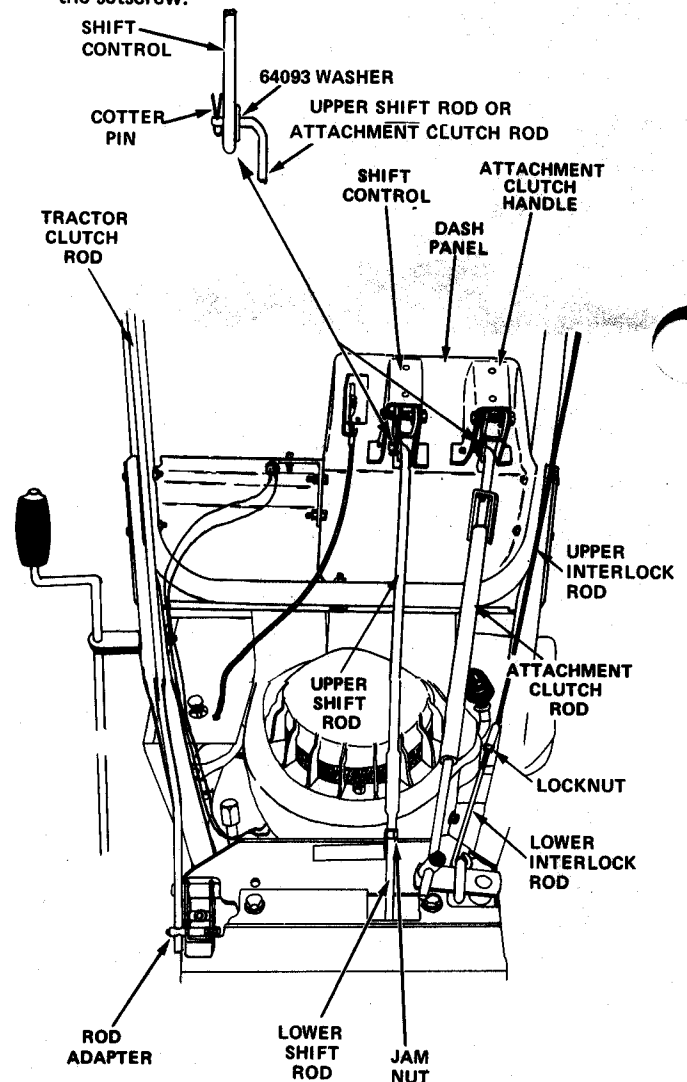 the setscrew.
SHIFT
CONTROL
64093 WASHER
COTTER
PIN
UPPER SHIFT ROD OR
ATTACHMENT CLUTCH ROD
SHIFT
CONTROL
ATTACHMENT
CLUTCH
HANDLE
TRACTOR
CLUTCH
ROD
DASH
PANEL
UPPER
INTERLOCK
ROD
UPPER
SHIFT
ROD
ATTACHMENT
CLUTCH
ROD
LOCKNUT
LOWER
INTERLOCK
ROD
ROD
ADAPTER
LOWER
SHIFT
ROD
JAM
NUT